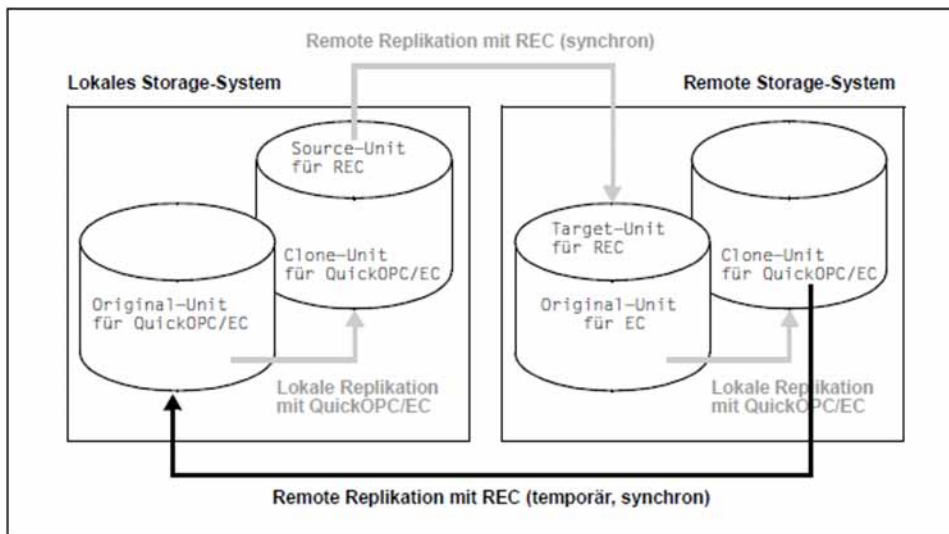 Remote Replikation mit REC (synchron)
Lokales Storage-System
Remote Storage-System
Source-Unit
für REC
Clone-Unit
für QuickOPC/EC
Original-Unit
für QuickOPC/EC
Lokale Replikation
mit QuickOPC/EC
Target-Unit
für REC
Original-Unit
für EC
Clone-Unit
für QuickOPC/EC
Lokale Replikation
mit QuickOPC/EC
Remote Replikation mit REC (temporär, synchron)